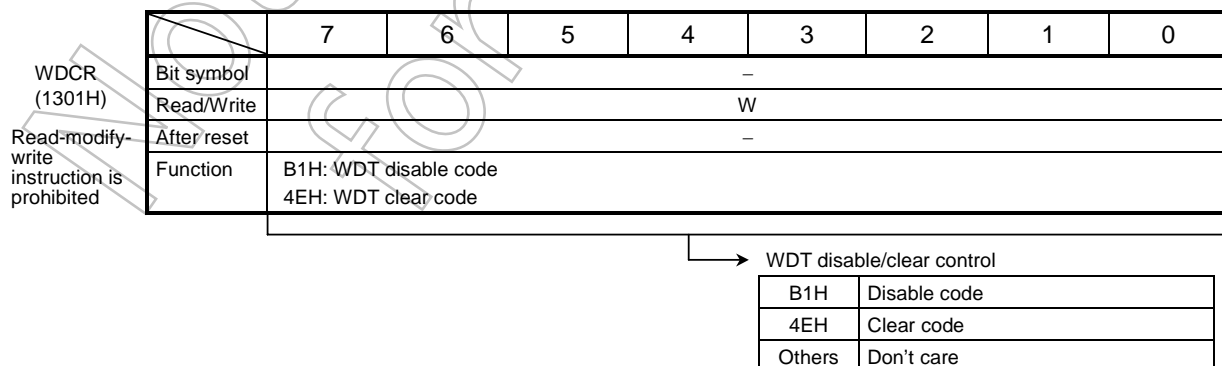 7 6 5 4 3 2 1 0
WDCR
(1301H)
Read-modify-
write
instruction is
prohibited
Bit symbol –
Read/Write W
After reset –
Function B1H: WDT disable code
4EH: WDT clear code
WDT disable/clear control
B1H Disable code
4EH Clear code
Others Don't care